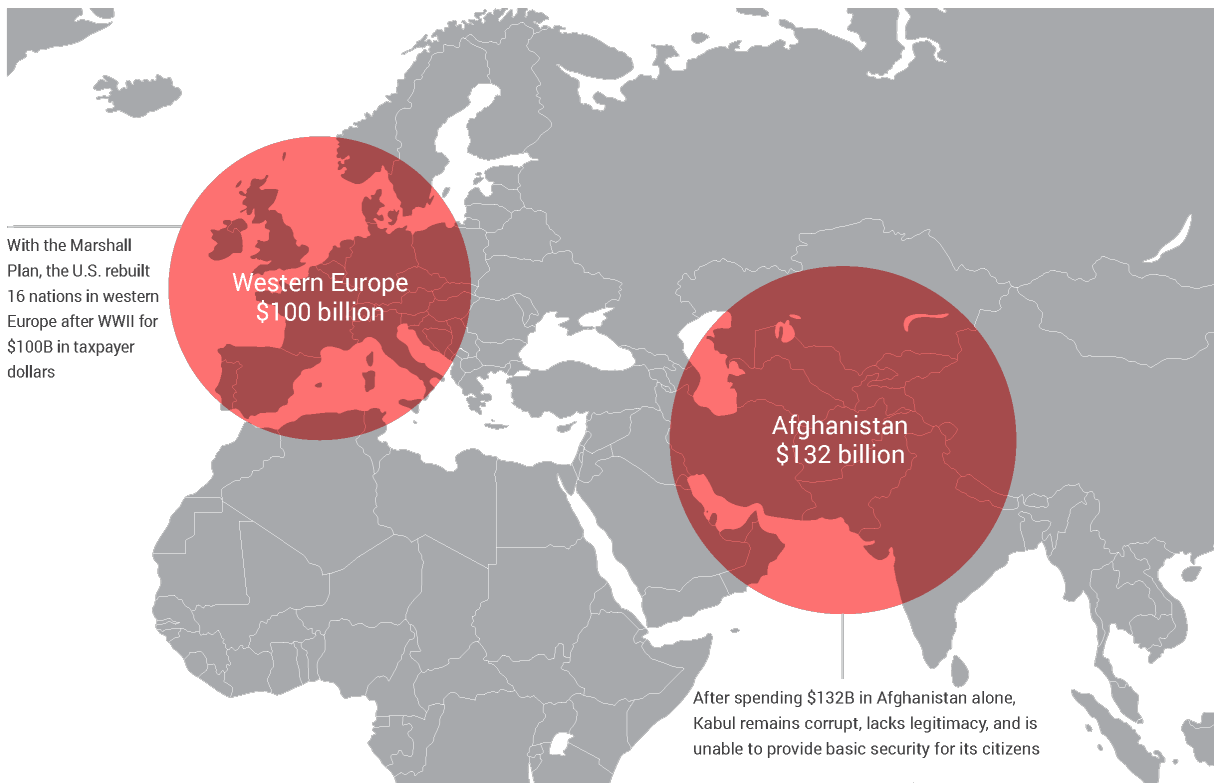 With the Marshall
Plan, the U.S. rebuilt
16 nations in western
Europe after WWII for
$100B in taxpayer
dollars
Western Europe
$100 billion
Afghanistan
$132 billion
After spending $132B in Afghanistan alone,
Kabul remains corrupt, lacks legitimacy, and is
unable to provide basic security for its citizens